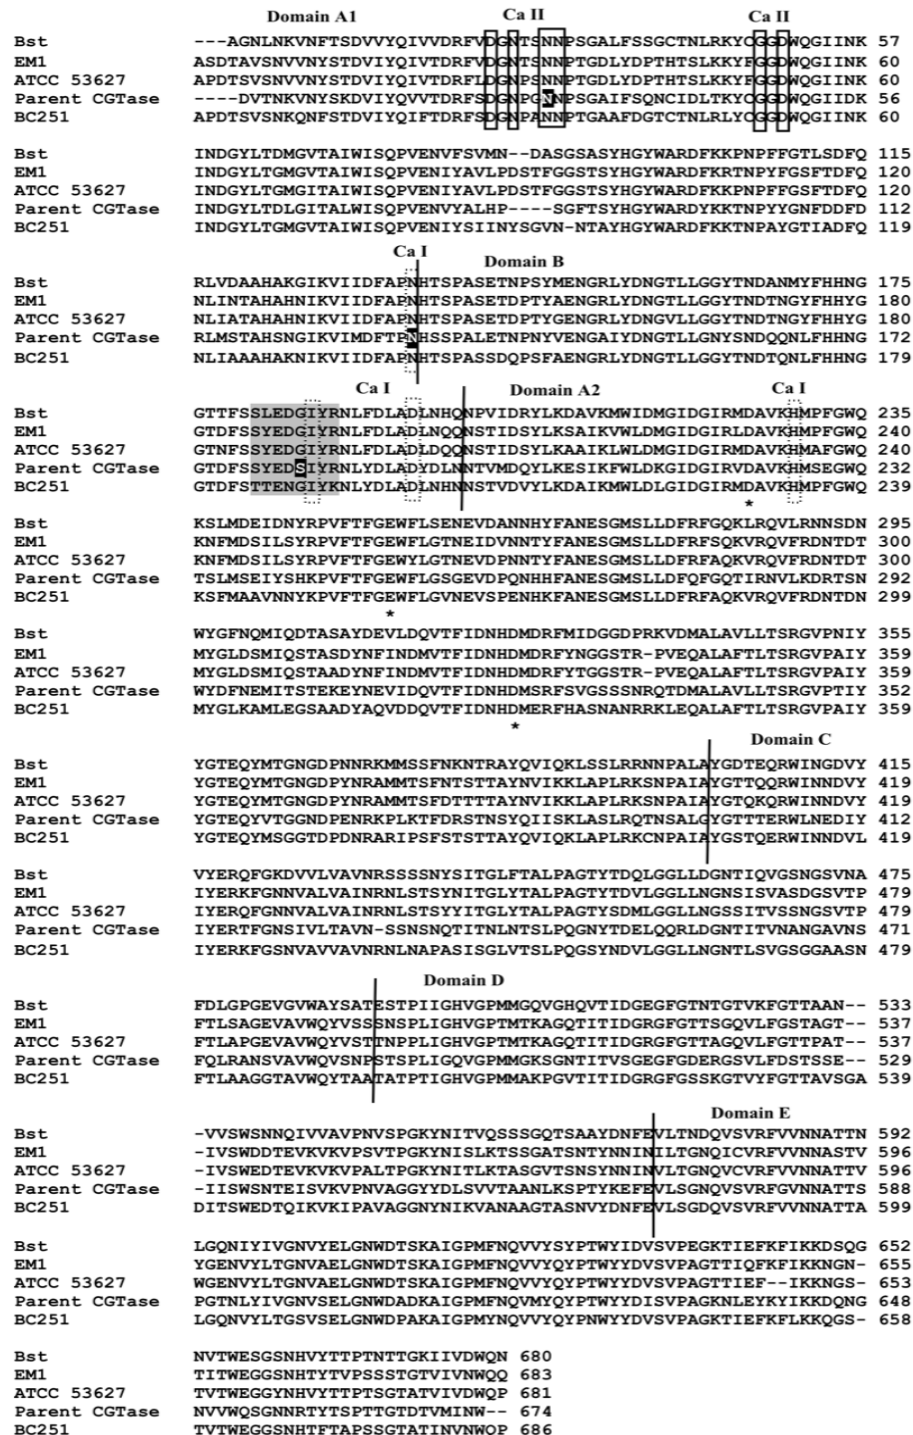 Domain A1 Ca II Ca II
Bst ---AGNLNKVNFTSDVVYQIVVDRFVDGNTSNNPSGALFSSGCTNLRKYCGGDWQGIINK 57
EM1 ASDTAVSNVVNYSTDVIYQIVTDRFVDGNTSNNPTGDLYDPTHTSLKKYFGGDWQGIINK 60
ATCC 53627 APDTSVSNVVNYSTDVIYQIVTDRFLDGNTSNNPTGDLYDPTHTSLKKYFGGDWQGIINK 60
Parent CGTase ----DVTNKVNYSKDVIYQVVTDRFSDGNPGNNPSGAIFSQNCIDLTKYCGGDWQGIIDK 56
BC251 APDTSVSNKQNFSTDVIYQIFTDRFSDGNPANNPTGAAFDGTCTNLRLYCGGDWQGIINK 60
Bst INDGYLTDMGVTAIWISQPVENVFSVMN--DASGSASYHGYWARDFKKPNPFFGTLSDFQ 115
EM1 INDGYLTGMGVTAIWISQPVENIYAVLPDSTFGGSTSYHGYWARDFKRTNPYFGSFTDFQ 120
ATCC 53627 INDGYLTGMGITAIWISQPVENIYAVLPDSTFGGSTSYHGYWARDFKKTNPFFGSFTDFQ 120
Parent CGTase INDGYLTDLGITALWISQPVENVYALHP----SGFTSYHGYWARDYKKTNPYYGNFDDFD 112
BC251 INDGYLTGMGVTAIWISQPVENIYSIINYSGVN-NTAYHGYWARDFKKTNPAYGTIADFQ 119
Ca I Domain B
Bst RLVDAAHAKGIKVIIDFAPNHTSPASETNPSYMENGRLYDNGTLLGGYTNDANMYFHHNG 175
EM1 NLINTAHAHNIKVIIDFAPNHTSPASETDPTYAENGRLYDNGTLLGGYTNDTNGYFHHYG 180
ATCC 53627 NLIATAHAHNIKVIIDFAPNHTSPASETDPTYGENGRLYDNGVLLGGYTNDTNGYFHHYG 180
Parent CGTase RLMSTAHSNGIKVIMDFTPNHSSPALETNPNYVENGAIYDNGTLLGNYSNDQQNLFHHNG 172
BC251 NLIAAAHAKNIKVIIDFAPNHTSPASSDQPSFAENGRLYDNGTLLGGYTNDTQNLFHHNG 179
Ca I Domain A2 Ca I
Bst GTTFSSSLEDGIYRNLFDLADLNHQNPVIDRYLKDAVKMWIDMGIDGIRMDAVKHMPFGWQ 235
EM1 GTDFSSYEDGIYRNLFDLADLNQQNSTIDSYLKSAIKVWLDMGIDGIRLDAVKHMPFGWQ 240
ATCC 53627 GTNFSSYEDGIYRNLFDLADLNQQNSTIDSYLKAAIKLWLDMGIDGIRMDAVKHMAFGWQ 240
Parent CGTase GTDFSSYEDSIYRNLYDLADYDLNNTVMDQYLKESIKFWLDKGIDGIRVDAVKHMSEGWQ 232
BC251 GTDFSTTENGIYKNLYDLADLNHNNSTVDVYLKDAIKMWLDLGIDGIRMDAVKHMPFGWQ 239
*
Bst KSLMDEIDNYRPVFTFGEWFLSENEVDANNHYFANESGMSLLDFRFGQKLRQVLRNNSDN 295
EM1 KNFMDSILSYRPVFTFGEWFLGTNEIDVNNTYFANESGMSLLDFRFSQKVRQVFRDNTDT 300
ATCC 53627 KNFMDSILSYRPVFTFGEWFLGTNEVDPNNTYFANESGMSLLDFRFAQKVRQVFRDNTDT 300
Parent CGTase TSLMSEIYSHKPVFTFGEWFLGSGEVDPQNHHFANESGMSLLDFQFGQTIRNVLKDRTSN 292
BC251 KSFMAAVNNYKPVFTFGEWFLGVNEVSPENHKFANESGMSLLDFRFAQKVRQVFRDNTDN 299
*
Bst WYGFNQMIQDTASAYDEVLDQVTFIDNHDMDRFMIDGGDPRKVDMALAVLLTSRGVPNIY 355
EM1 MYGLDSMIQSTASDYNFINDMVTFIDNHDMDRFYNGGSTR-PVEQALAFTLTSRGVPAIY 359
ATCC 53627 MYGLDSMIQSTAADYNFINDMVTFIDNHDMDRFYTGGSTR-PVEQALAFTLTSRGVPAIY 359
Parent CGTase WYDFNEMITSTEKEYNEVIDQVTFIDNHDMSRFSVGSSSNRQTDMALAVLLTSRGVPTIY 352
BC251 MYGLKAMLEGSAADYAQVDDQVTFIDNHDMERFHASNANRRKLEQALAFTLTSRGVPAIY 359
*
Domain C
Bst YGTEQYMTGNGDPNNRKMMSSFNKNTRAYQVIQKLSSLRRNNPALAYGDTEQRWINGDVY 415
EM1 YGTEQYMTGNGDPYNRAMMTSFNTSTTAYNVIKKLAPLRKSNPAIAYGTTQQRWINNDVY 419
ATCC 53627 YGTEQYMTGNGDPYNRAMMTSFDTTTTAYNVIKKLAPLRKSNPAIAYGTQKQRWINNDVY 419
Parent CGTase YGTEQYVTGGNDPENRKPLKTFDRSTNSYQIISKLASLRQTNSALGYGTTTERWLNEDIY 412
BC251 YGTEQYMSGGTDPDNRARIPSFSTSTTAYQVIQKLAPLRKCNPAIAYGSTQERWINNDVL 419
Bst VYERQFGKDVVLVAVNRSSSSNYSITGLFTALPAGTYTDQLGGLLDGNTIQVGSNGSVNA 475
EM1 IYERKFGNNVALVAINRNLSTSYNITGLYTALPAGTYTDVLGGLLNGNSISVASDGSVTP 479
ATCC 53627 IYERQFGNNVALVAINRNLSTSYYITGLYTALPAGTYSDMLGGLLNGSSITVSSNGSVTP 479
Parent CGTase IYERTFGNSIVLTAVN-SSNSNQTITNLNTSLPQGNYTDELQQRLDGNTITVNANGAVNS 471
BC251 IYERKFGSNVAVVAVNRNLNAPASISGLVTSLPQGSYNDVLGGLLNGNTLSVGSGGAASN 479
Domain D
Bst FDLGPGEVGVWAYSATESTPIIGHVGPMMGQVGHQVTIDGEGFGTNTGTVKFGTTAAN-- 533
EM1 FTLSAGEVAVWQYVSSSNSPLIGHVGPTMTKAGQTITIDGRGFGTTSGQVLFGSTAGT-- 537
ATCC 53627 FTLAPGEVAVWQYVSTTNPPLIGHVGPTMTKAGQTITIDGRGFGTTAGQVLFGTTPAT-- 537
Parent CGTase FQLRANSVAVWQVSNPSTSPLIGQVGPMMGKSGNTITVSGEGFGDERGSVLFDSTSSE-- 529
BC251 FTLAAGGTAVWQYTAATATPTIGHVGPMMAKPGVTITIDGRGFGSSKGTVYFGTTAVSGA 539
Domain E
Bst -VVSWSNNQIVVAVPNVSPGKYNITVQSSSGQTSAAYDNFEVLTNDQVSVRFVVNNATTN 592
EM1 -IVSWDDTEVKVKVPSVTPGKYNISLKTSSGATSNTYNNINILTGNQICVRFVVNNASTV 596
ATCC 53627 -IVSWEDTEVKVKVPALTPGKYNITLKTASGVTSNSYNNINVLTGNQVCVRFVVNNATTV 596
Parent CGTase -IISWSNTEISVKVPNVAGGYYDLSVVTAANLKSPTYKEFEVLSGNQVSVRFGVNNATTS 588
BC251 DITSWEDTQIKVKIPAVAGGNYNIKVANAAGTASNVYDNFEVLSGDQVSVRFVVNNATTA 599
Bst LGQNIYIVGNVYELGNWDTSKAIGPMFNQVVYSYPTWYIDVSVPEGKTIEFKFIKKDSQG 652
EM1 YGENVYLTGNVAELGNWDTSKAIGPMFNQVVYQYPTWYYDVSVPAGTTIQFKFIKKNGN- 655
ATCC 53627 WGENVYLTGNVAELGNWDTSKAIGPMFNQVVYQYPTWYYDVSVPAGTTIEF--IKKNGS- 653
Parent CGTase PGTNLYIVGNVSELGNWDADKAIGPMFNQVMYQYPTWYYDISVPAGKNLEYKYIKKDQNG 648
BC251 LGQNVYLTGSVSELGNWDPAKAIGPMYNQVVYQYPNWYYDVSVPAGKTIEFKFLKKQGS- 658
Bst NVTWESGSNHVYTTPTNTTGKIIVDWQN 680
EM1 TITWEGGSNHTYTVPSSSTGTVIVNWQQ 683
ATCC 53627 TVTWEGGYNHVYTTPTSGTATVIVDWQP 681
Parent CGTase NVVWQSGNNRTYTSPTTGTDTVMINW-- 674
BC251 TVTWEGGSNHTFTAPSSGTATINVNWQP 686